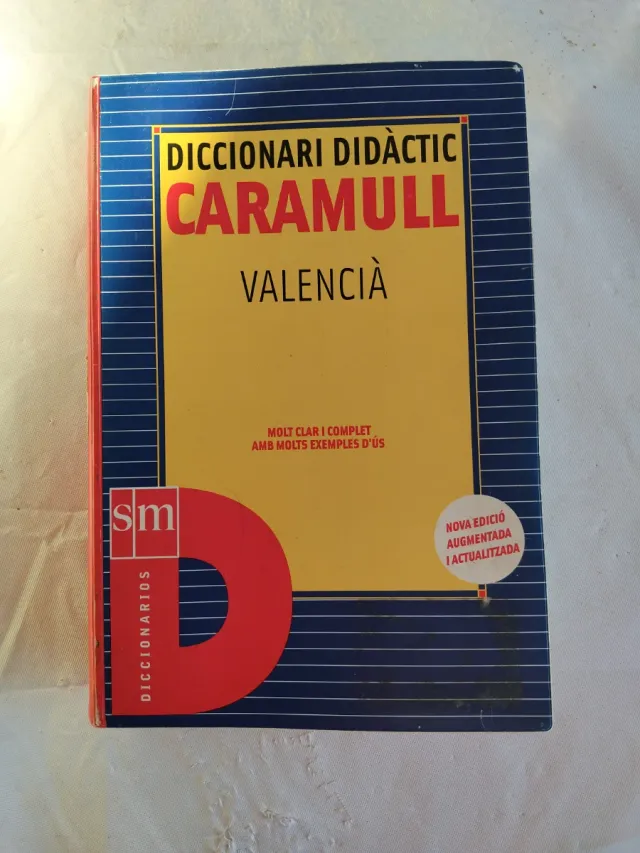 DICCIONARI DIDÀCTIC
CARAMULL
VALENCIÀ
MOLT CLAR I COMPLET
AMB MOLTS EXEMPLES D'ÚS
sm
DICCIONARIOS
D
NOVA EDICIÓ
AUGMENTADA
I ACTUALITZADA